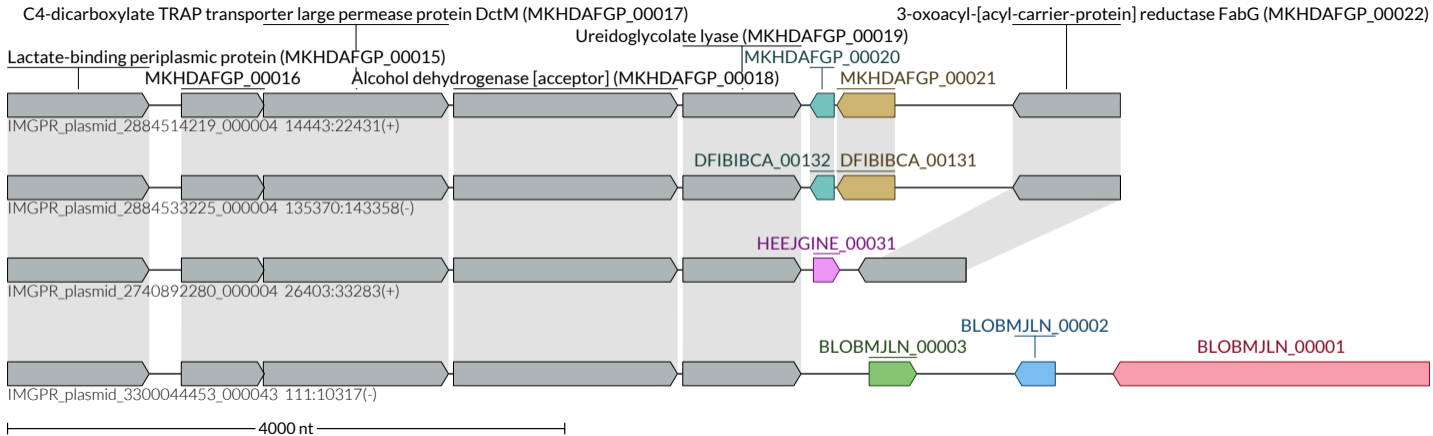 C4-dicarboxylate TRAP transporter large permease protein DctM (MKHDAFGP_00017)
3-oxoacyl-[acyl-carrier-protein] reductase FabG (MKHDAFGP_00022)
Ureidoglycolate lyase (MKHDAFGP_00019)
Lactate-binding periplasmic protein (MKHDAFGP_00015)
MKHDAFGP_00020
MKHDAFGP_00016
Alcohol dehydrogenase [acceptor] (MKHDAFGP_00018)
MKHDAFGP_00021
IMGPR_plasmid_2884514219_000004 14443:22431(+)
DFIBIBCA_00132
DFIBIBCA_00131
IMGPR_plasmid_2884533225_000004 135370:143358(-)
HEEJGINE_00031
IMGPR_plasmid_2740892280_000004 26403:33283(+)
BLOBMJLN_00002
BLOBMJLN_00003
BLOBMJLN_00001
IMGPR_plasmid_3300044453_000043 111:10317(-)
4000 nt